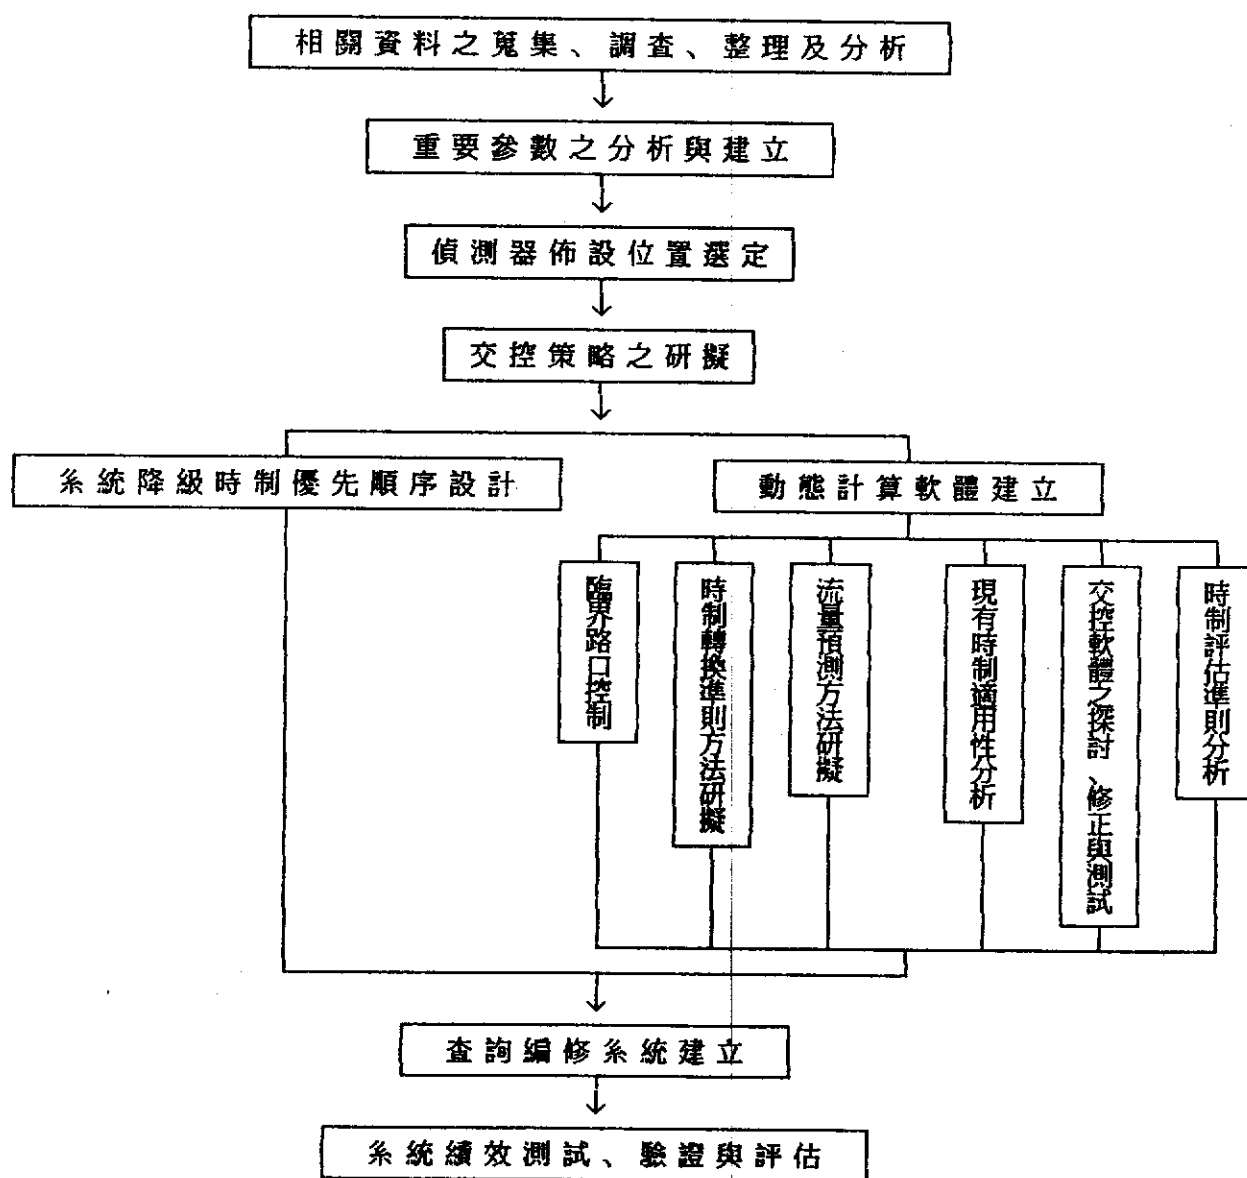 相關資料之蒐集、調查、整理及分析
重要參數之分析與建立
偵測器佈設位置選定
交控策略之研擬
系統降級時制優先順序設計
動態計算軟體建立
臨界路口控制
時制轉換準則方法研擬
流量預測方法研擬
現有時制適用性分析
交控軟體之探討、修正與測試
時制評估準則分析
查詢編修系統建立
系統績效測試、驗證與評估